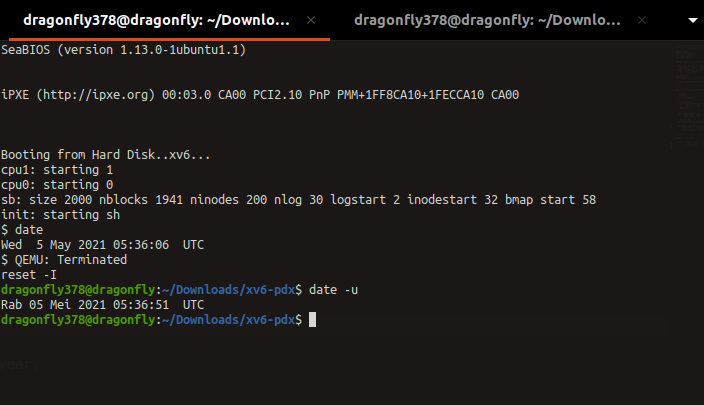 dragonfly378@dragonfly: ~/Downlo... × dragonfly378@dragonfly: ~/Downlo... ×
SeaBIOS (version 1.13.0-1ubuntu1.1)
iPXE (http://ipxe.org) 00:03.0 CA00 PCI2.10 PnP PMM+1FF8CA10+1FECCA10 CA00
Booting from Hard Disk..xv6...
cpu1: starting 1
cpu0: starting 0
sb: size 2000 nblocks 1941 ninodes 200 nlog 30 logstart 2 inodestart 32 bmap start 58
init: starting sh
$ date
Wed  5 May 2021 05:36:06  UTC
$ QEMU: Terminated
reset -I
dragonfly378@dragonfly:~/Downloads/xv6-pdx$ date -u
Rab 05 Mei 2021 05:36:51  UTC
dragonfly378@dragonfly:~/Downloads/xv6-pdx$